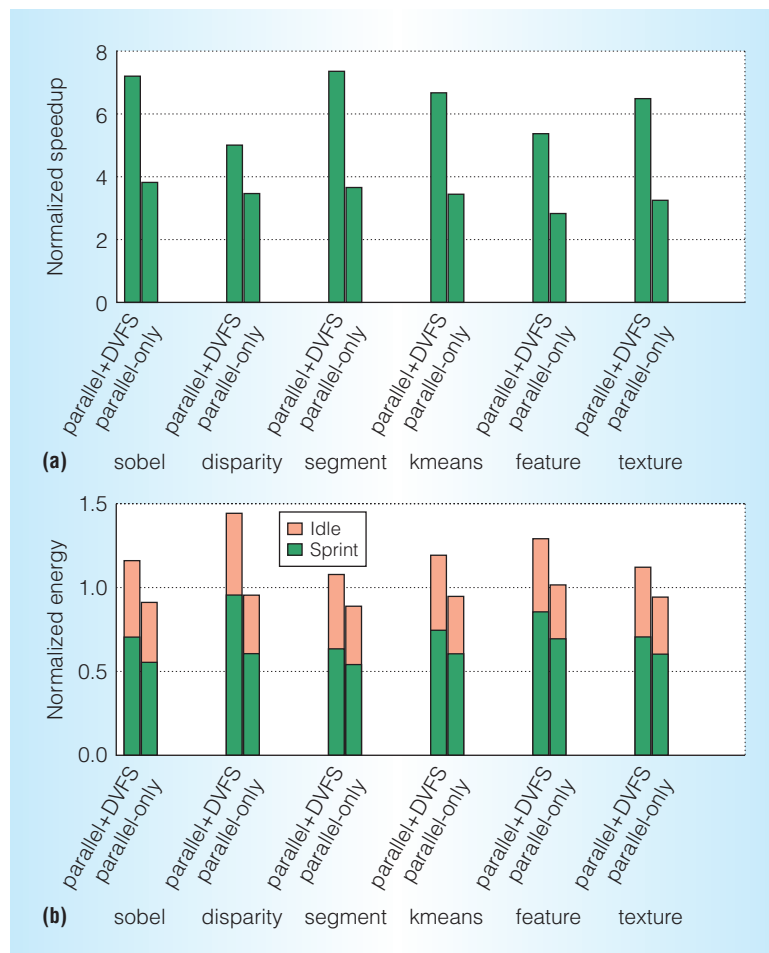 8
6
4
2
0
Normalized speedup
parallel+DVFS
parallel-only
parallel+DVFS
parallel-only
parallel+DVFS
parallel-only
parallel+DVFS
parallel-only
parallel+DVFS
parallel-only
parallel+DVFS
parallel-only
(a) sobel disparity segment kmeans feature texture
1.5
1.0
0.5
0.0
Normalized energy
Idle
Sprint
parallel+DVFS
parallel-only
parallel+DVFS
parallel-only
parallel+DVFS
parallel-only
parallel+DVFS
parallel-only
parallel+DVFS
parallel-only
parallel+DVFS
parallel-only
(b) sobel disparity segment kmeans feature texture